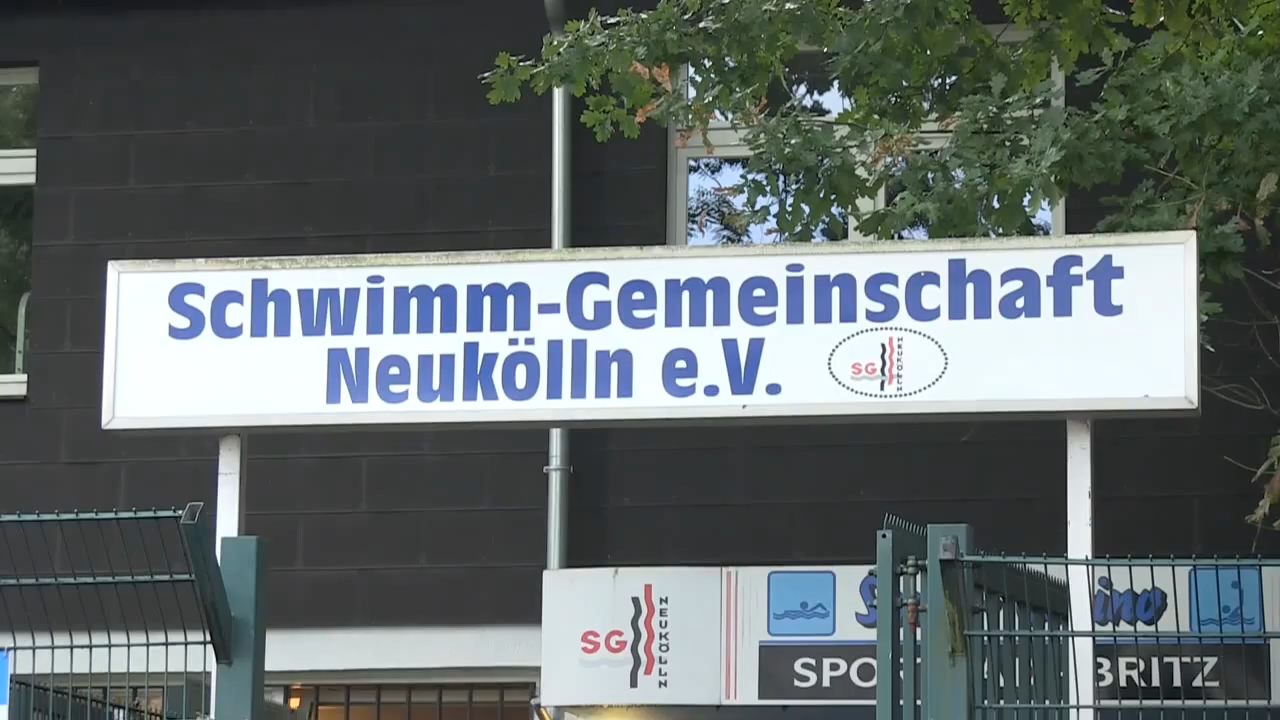 Schwimm-Gemeinschaft
Neukölln e.V.
SG NEUKÖLLN
SG NEUKÖLLN
BRITZ